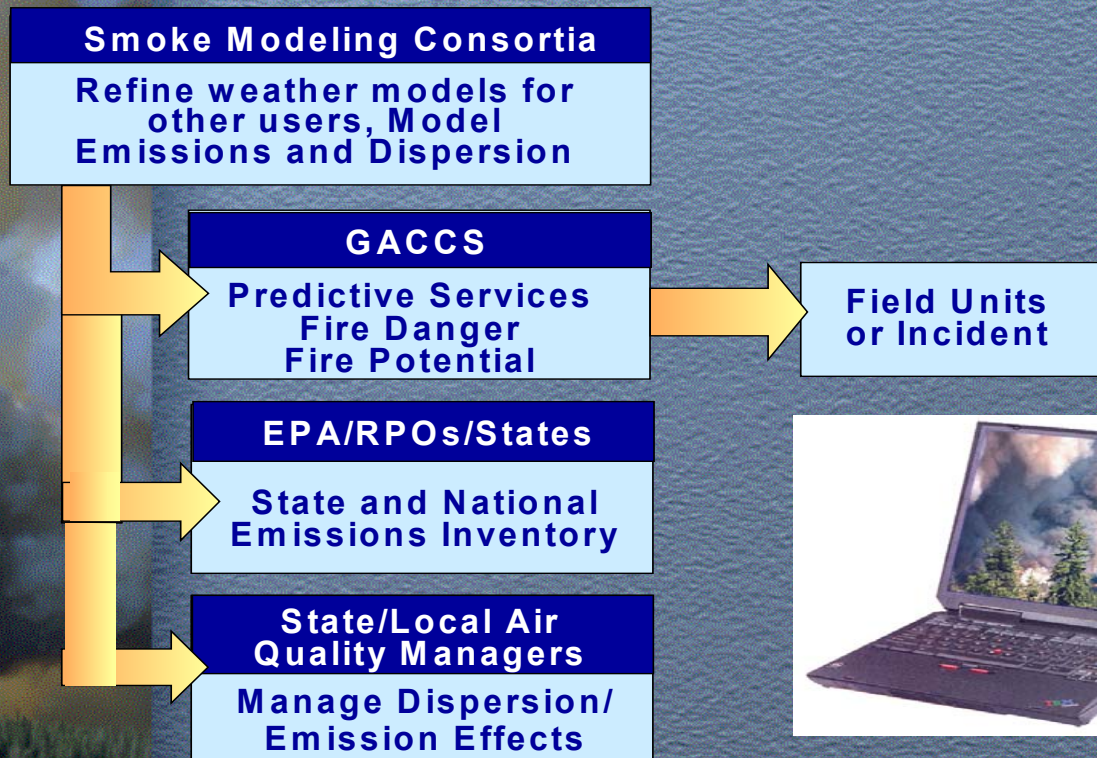 Smoke Modeling Consortia
Refine weather models for
other users, Model
Emissions and Dispersion
GACCS
Predictive Services
Fire Danger
Fire Potential
Field Units
or Incident
EPA/RPOs/States
State and National
Emissions Inventory
State/Local Air
Quality Managers
Manage Dispersion/
Emission Effects
IBM